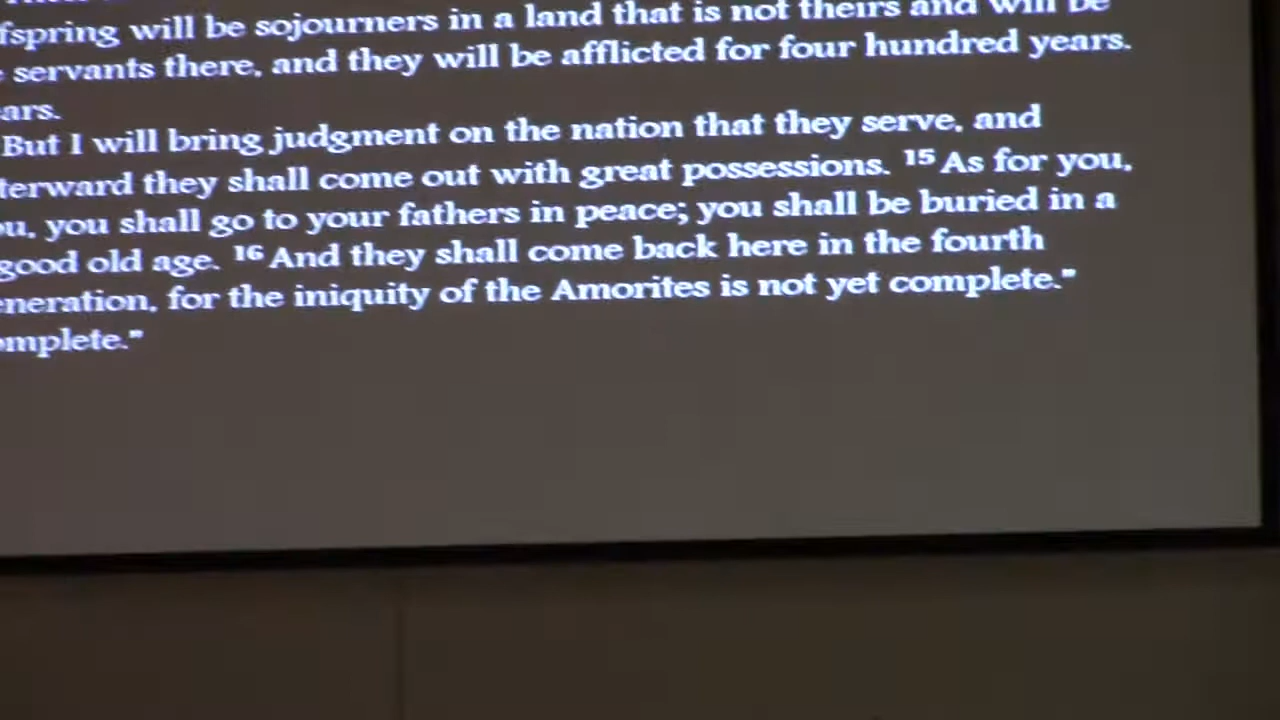 fspring will be sojourners in a land that is not theirs and will be
servants there, and they will be afflicted for four hundred years.
ars.
But I will bring judgment on the nation that they serve, and
terward they shall come out with great possessions. 15 As for you,
ou, you shall go to your fathers in peace; you shall be buried in a
good old age. 16 And they shall come back here in the fourth
eneration, for the iniquity of the Amorites is not yet complete."
omplete."